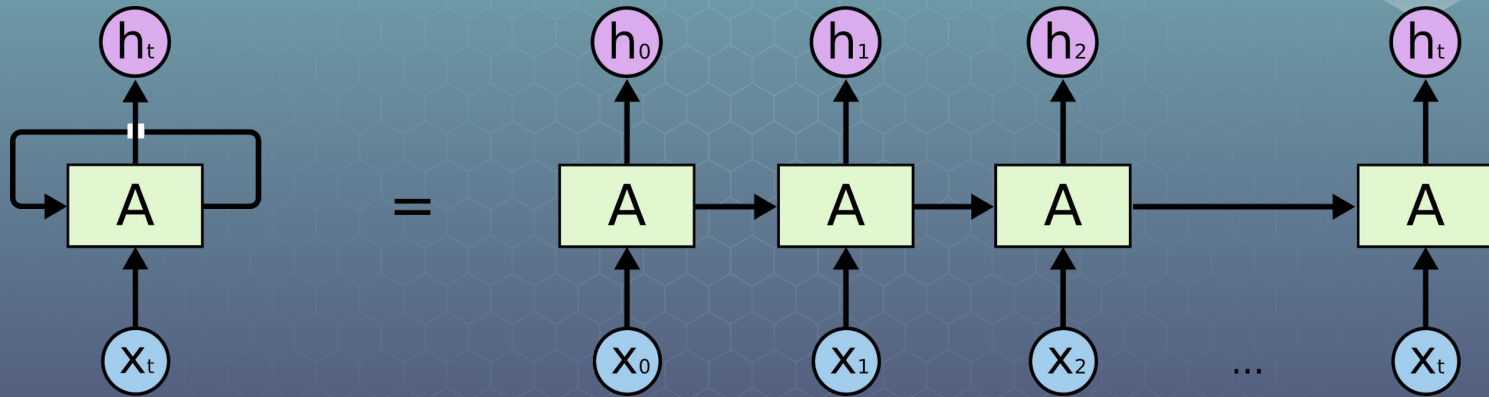 ht h0 h1 h2 ht
A = A A A A
xt x0 x1 x2 ... xt